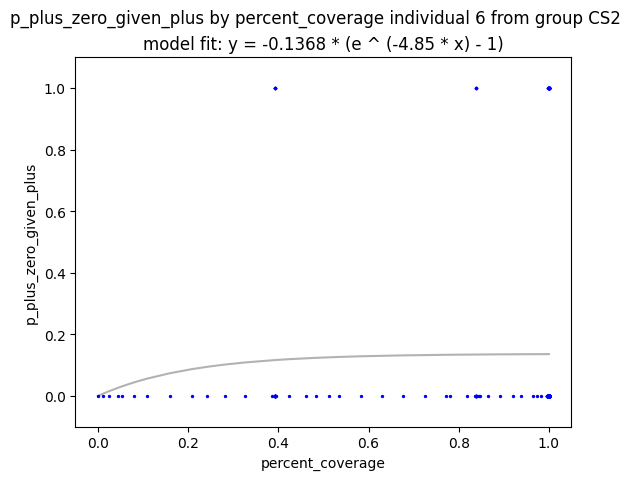 p_plus_zero_given_plus by percent_coverage individual 6 from group CS2
model fit: y = -0.1368 * (e ^ (-4.85 * x) - 1)
1.0
0.8
0.6
0.4
0.2
0.0
p_plus_zero_given_plus
0.0 0.2 0.4 0.6 0.8 1.0
percent_coverage